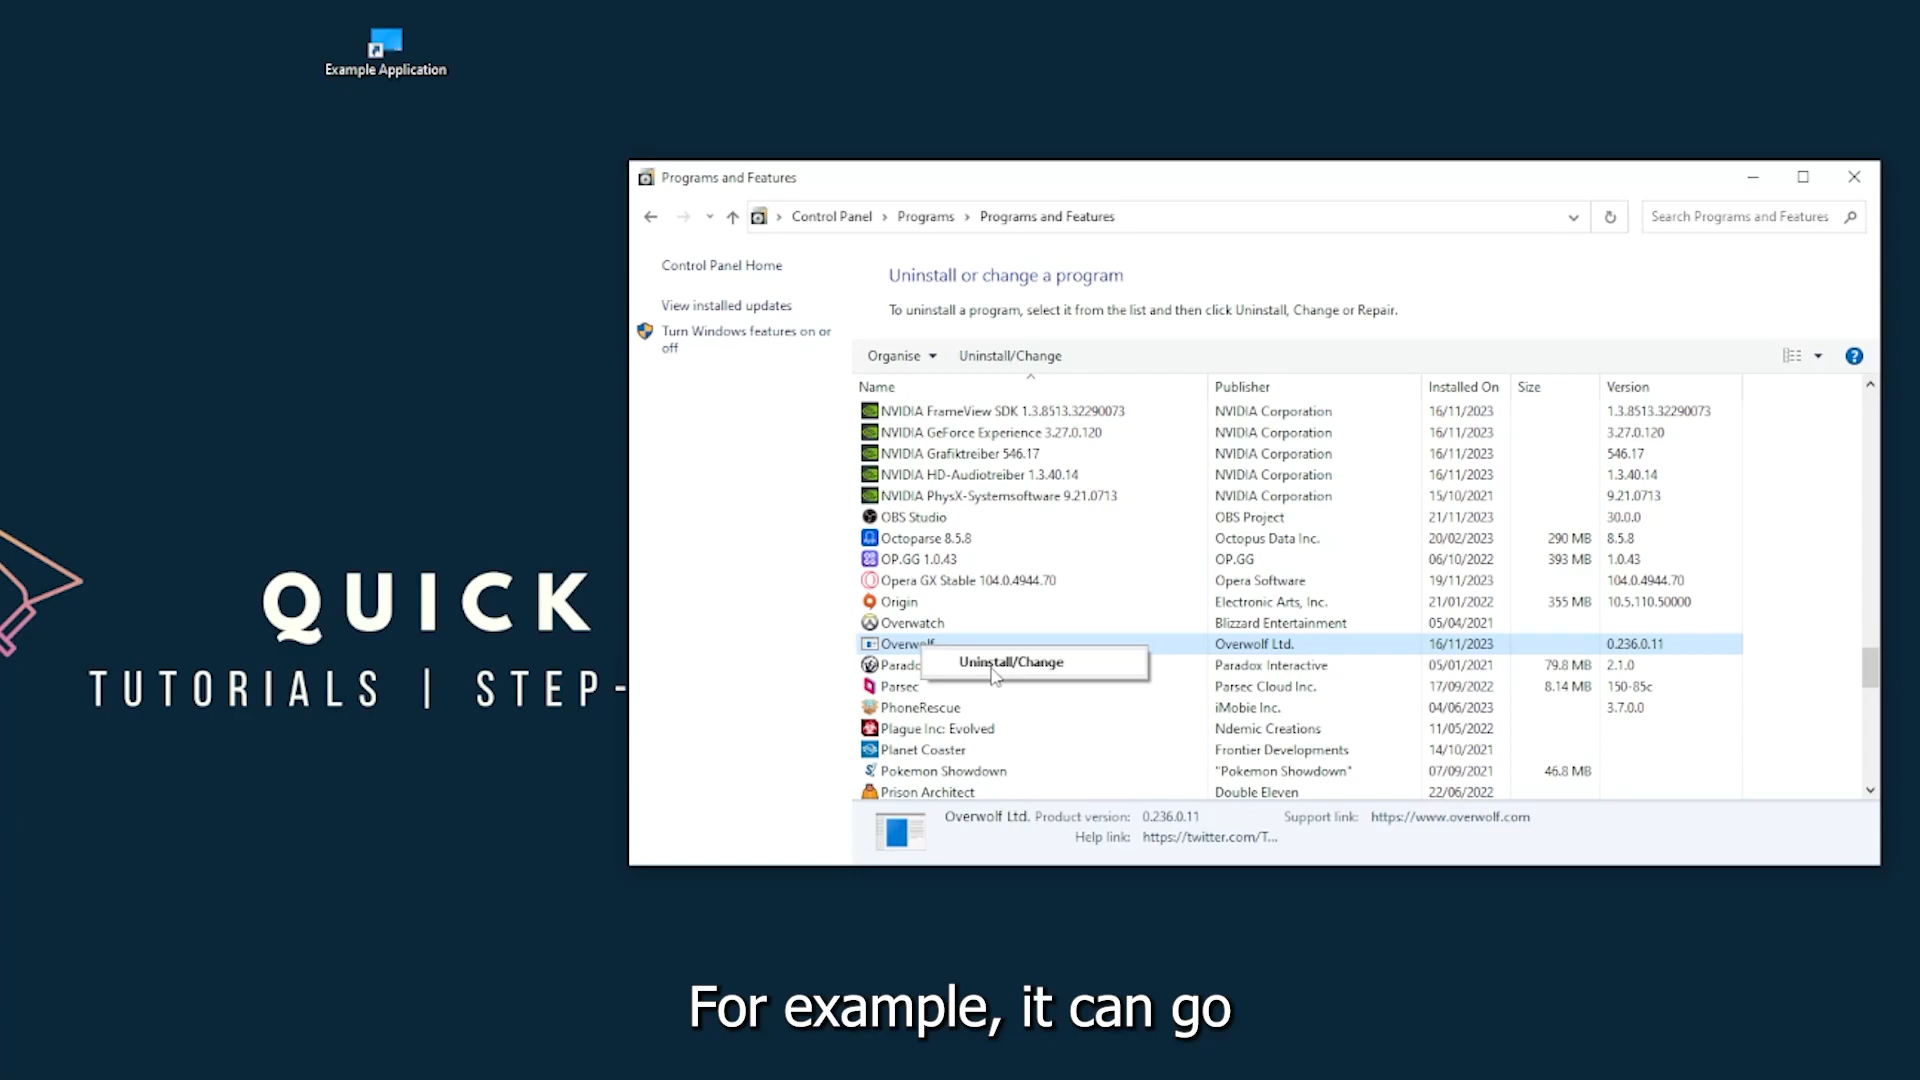 Example Application
Programs and Features
Control Panel › Programs › Programs and Features
Search Programs and Features
Control Panel Home
View installed updates
Turn Windows features on or
off
Uninstall or change a program
To uninstall a program, select it from the list and then click Uninstall, Change or Repair.
Organise Uninstall/Change
Name Publisher Installed On Size Version
NVIDIA FrameView SDK 1.3.8513.32290073 NVIDIA Corporation 16/11/2023 1.3.8513.32290073
NVIDIA GeForce Experience 3.27.0.120 NVIDIA Corporation 16/11/2023 3.27.0.120
NVIDIA Grafiktreiber 546.17 NVIDIA Corporation 16/11/2023 546.17
NVIDIA HD-Audiotreiber 1.3.40.14 NVIDIA Corporation 16/11/2023 1.3.40.14
NVIDIA PhysX-Systemsoftware 9.21.0713 NVIDIA Corporation 15/10/2021 9.21.0713
OBS Studio OBS Project 21/11/2023 30.0.0
Octoparse 8.5.8 Octopus Data Inc. 20/02/2023 290 MB 8.5.8
OP.GG 1.0.43 OP.GG 06/10/2022 393 MB 1.0.43
Opera GX Stable 104.0.4944.70 Opera Software 19/11/2023 104.0.4944.70
Origin Electronic Arts, Inc. 21/01/2022 355 MB 10.5.110.50000
Overwatch Blizzard Entertainment 05/04/2021
Overwolf Overwolf Ltd. 16/11/2023 0.236.0.11
Uninstall/Change
Parado Paradox Interactive 05/01/2021 79.8 MB 2.1.0
Parsec Parsec Cloud Inc. 17/09/2022 8.14 MB 150-85c
PhoneRescue iMobie Inc. 04/06/2023 3.7.0.0
Plague Inc: Evolved Ndemic Creations 11/05/2022
Planet Coaster Frontier Developments 14/10/2021
Pokemon Showdown "Pokemon Showdown" 07/09/2021 46.8 MB
Prison Architect Double Eleven 22/06/2022
Overwolf Ltd. Product version: 0.236.0.11 Support link: https://www.overwolf.com
Help link: https://twitter.com/T...
QUICK
TUTORIALS | STEP-
For example, it can go